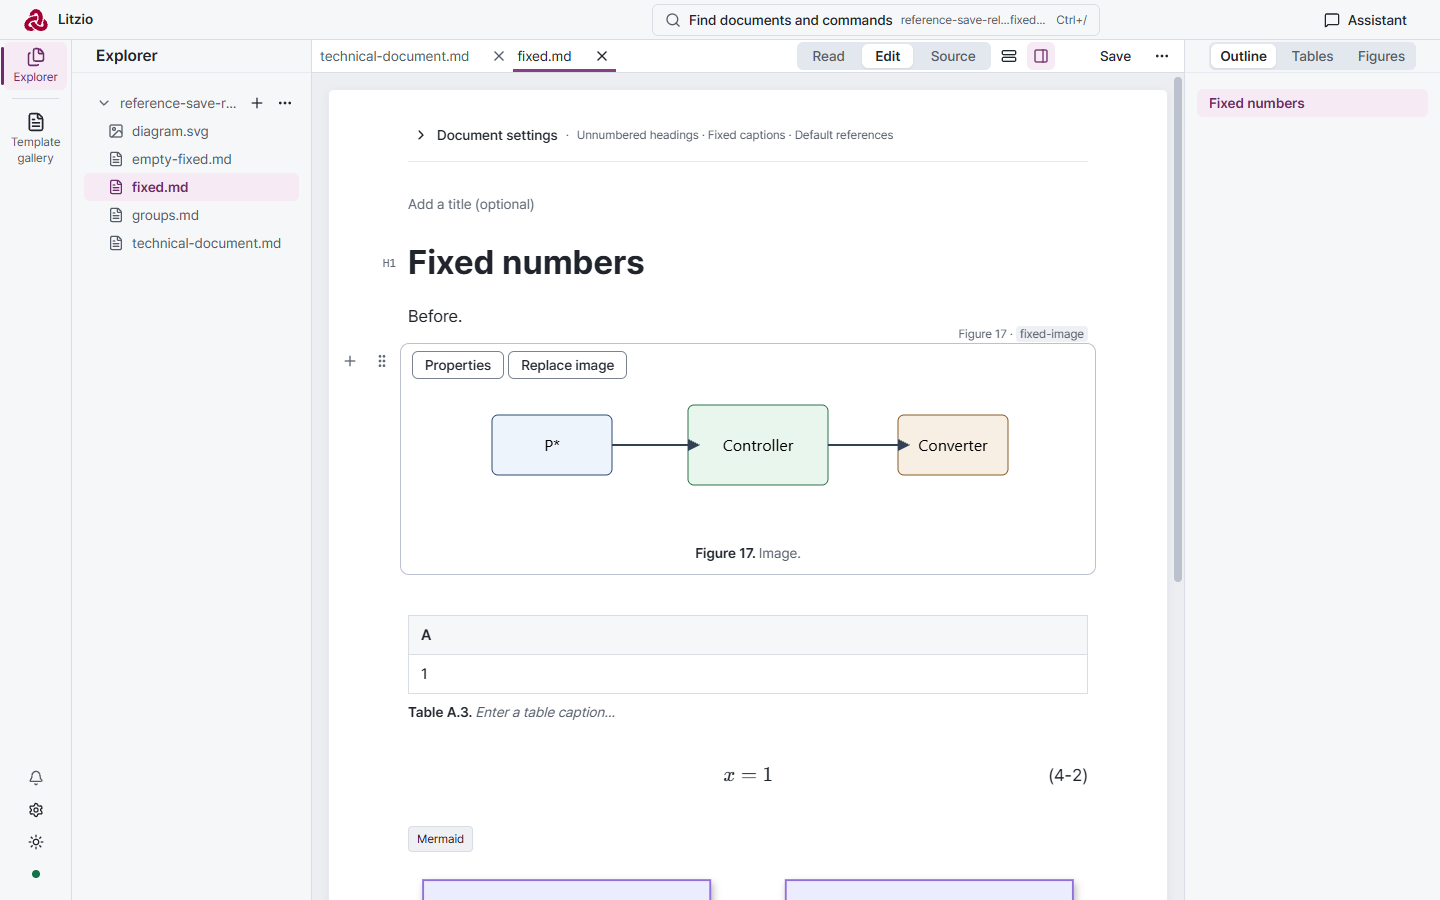 Litzio
Find documents and commands reference-save-rel...fixed... Ctrl+/
Assistant
Explorer
Template
gallery
Explorer
reference-save-r...
diagram.svg
empty-fixed.md
fixed.md
groups.md
technical-document.md
technical-document.md
fixed.md
Read Edit Source
Save
Document settings · Unnumbered headings · Fixed captions · Default references
Add a title (optional)
H1 Fixed numbers
Before.
Figure 17 · fixed-image
Properties Replace image
P* Controller Converter
Figure 17. Image.
A
1
Table A.3. Enter a table caption...
x = 1 (4-2)
Mermaid
Outline Tables Figures
Fixed numbers